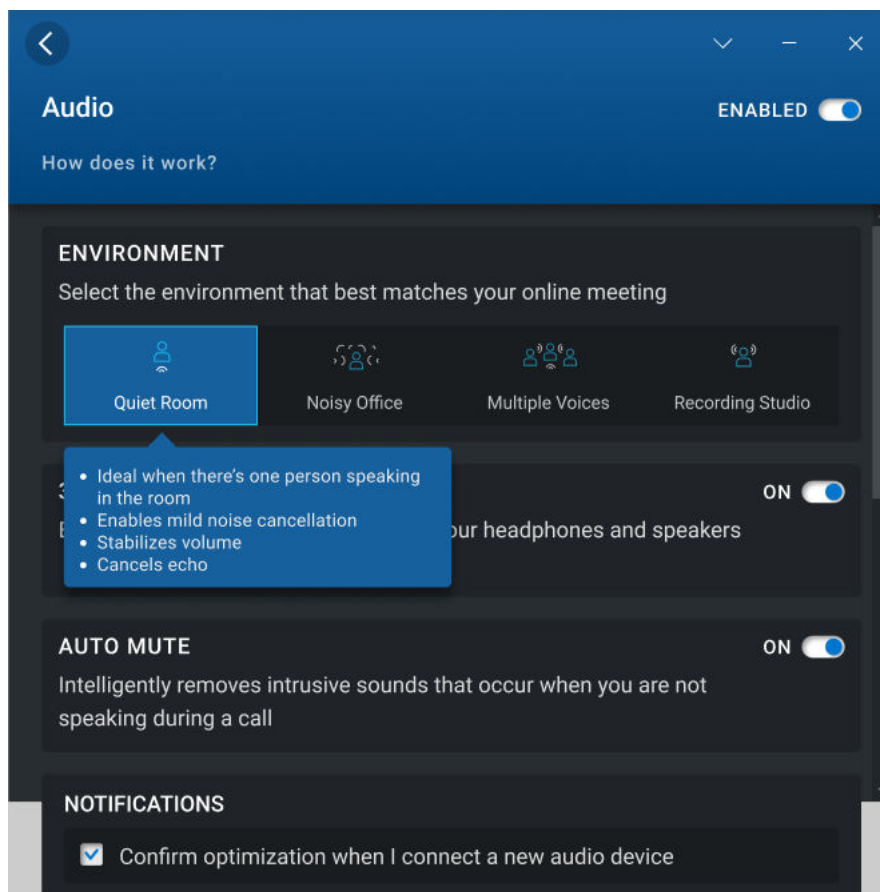 Audio
ENABLED
How does it work?
ENVIRONMENT
Select the environment that best matches your online meeting
Quiet Room
Noisy Office
Multiple Voices
Recording Studio
• Ideal when there's one person speaking
in the room
• Enables mild noise cancellation
• Stabilizes volume
• Cancels echo
ON
headphones and speakers
AUTO MUTE
ON
Intelligently removes intrusive sounds that occur when you are not
speaking during a call
NOTIFICATIONS
Confirm optimization when I connect a new audio device